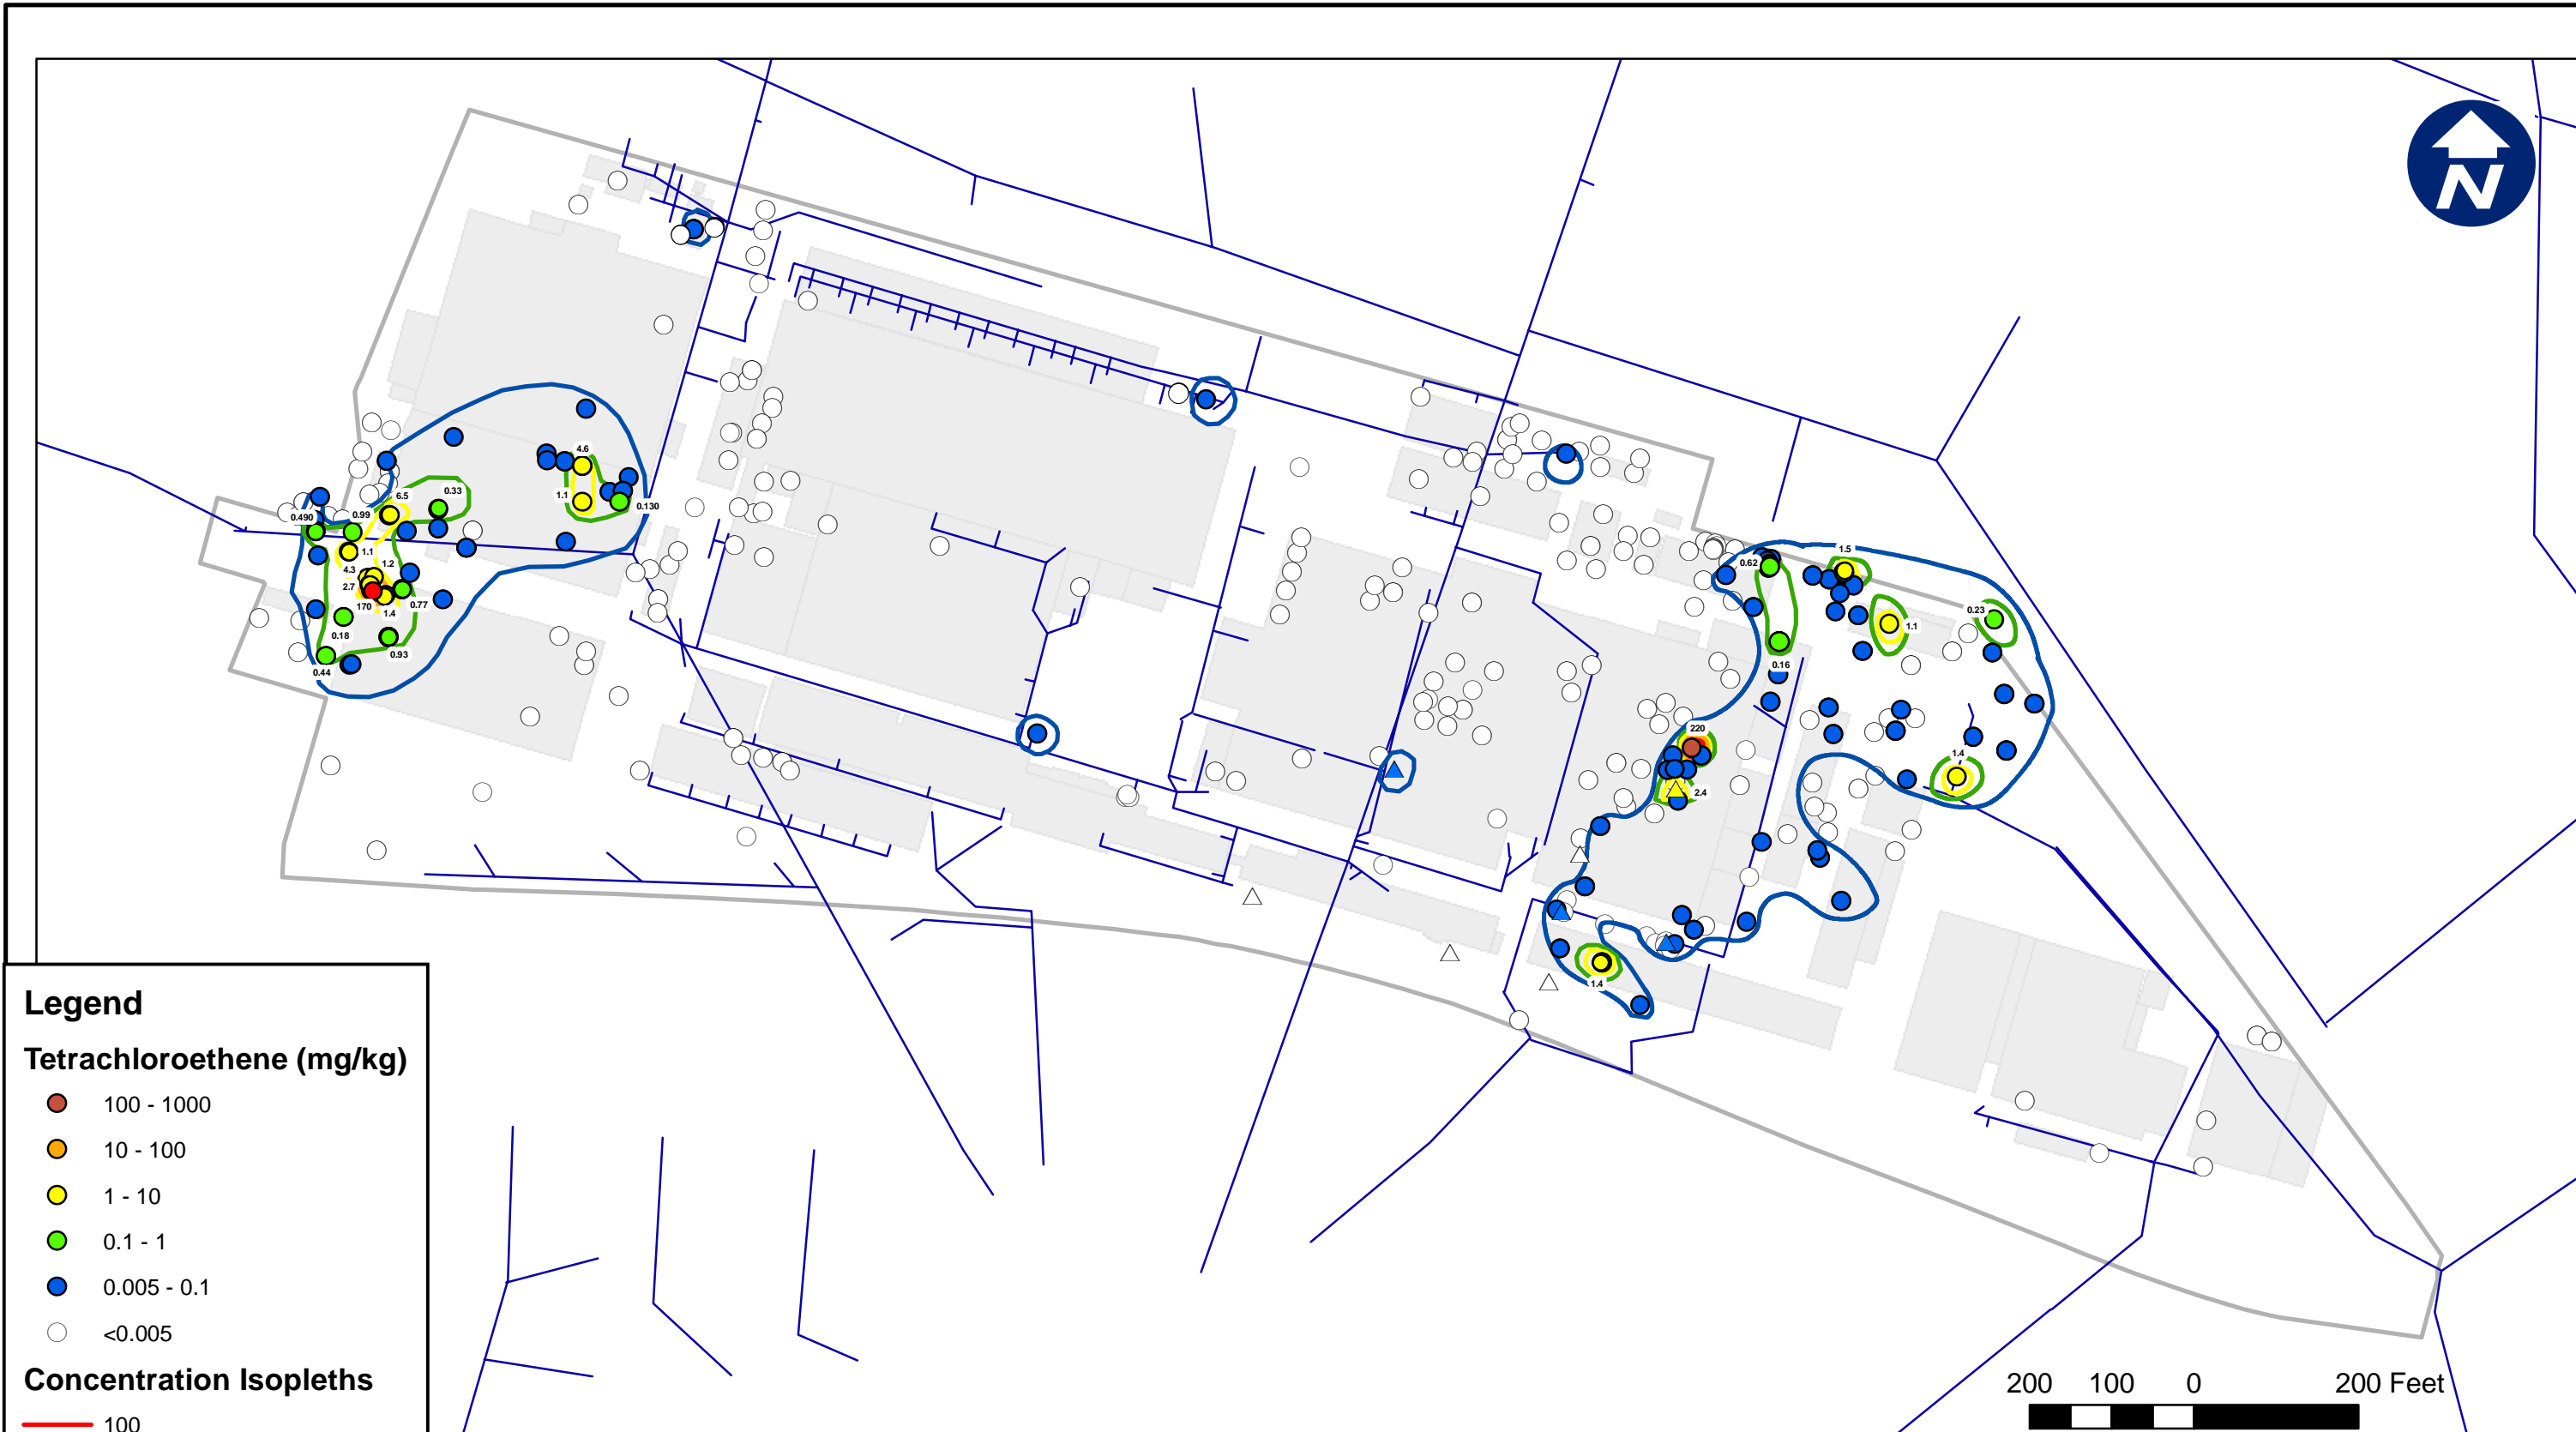 N
4.6
1.1
0.130
6.5
0.33
0.490
0.99
1.1
1.2
4.3
2.7
170
1.4
0.77
0.18
0.93
0.44
1.5
0.62
0.23
1.1
0.16
220
1.4
2.4
1.4
Legend
Tetrachloroethene (mg/kg)
100 - 1000
10 - 100
1 - 10
0.1 - 1
0.005 - 0.1
<0.005
Concentration Isopleths
100
200 100 0 200 Feet